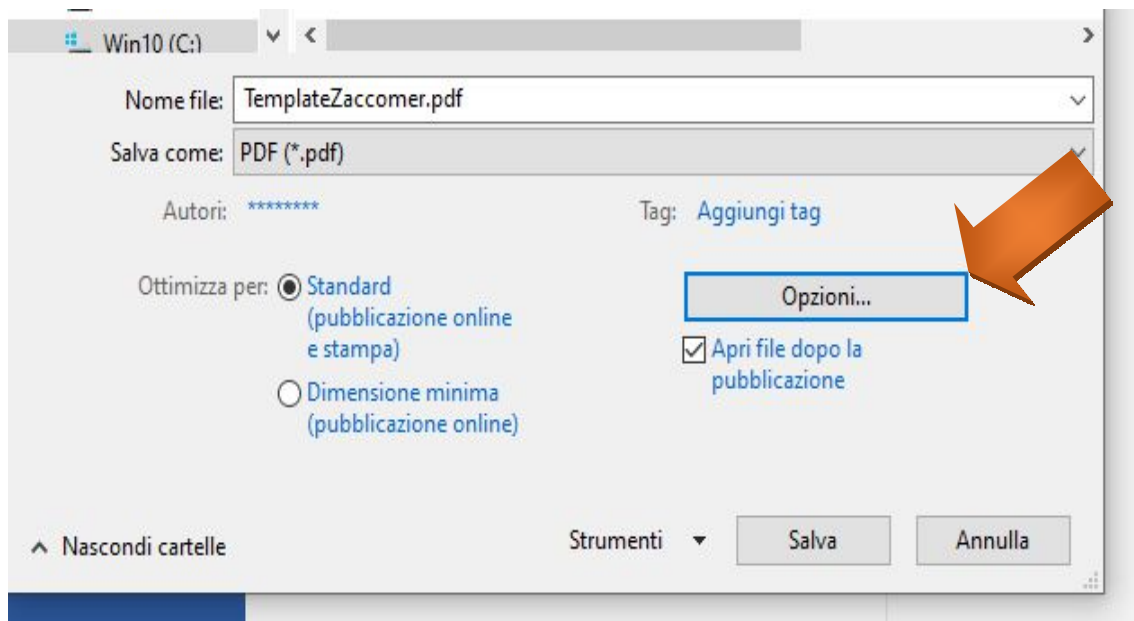 Win10 (C:)
Nome file: TemplateZaccomer.pdf
Salva come: PDF (*.pdf)
Autori: ********
Tag: Aggiungi tag
Ottimizza per: Standard
(pubblicazione online
e stampa)
Dimensione minima
(pubblicazione online)
Opzioni...
Apri file dopo la
pubblicazione
Nascondi cartelle
Strumenti
Salva
Annulla